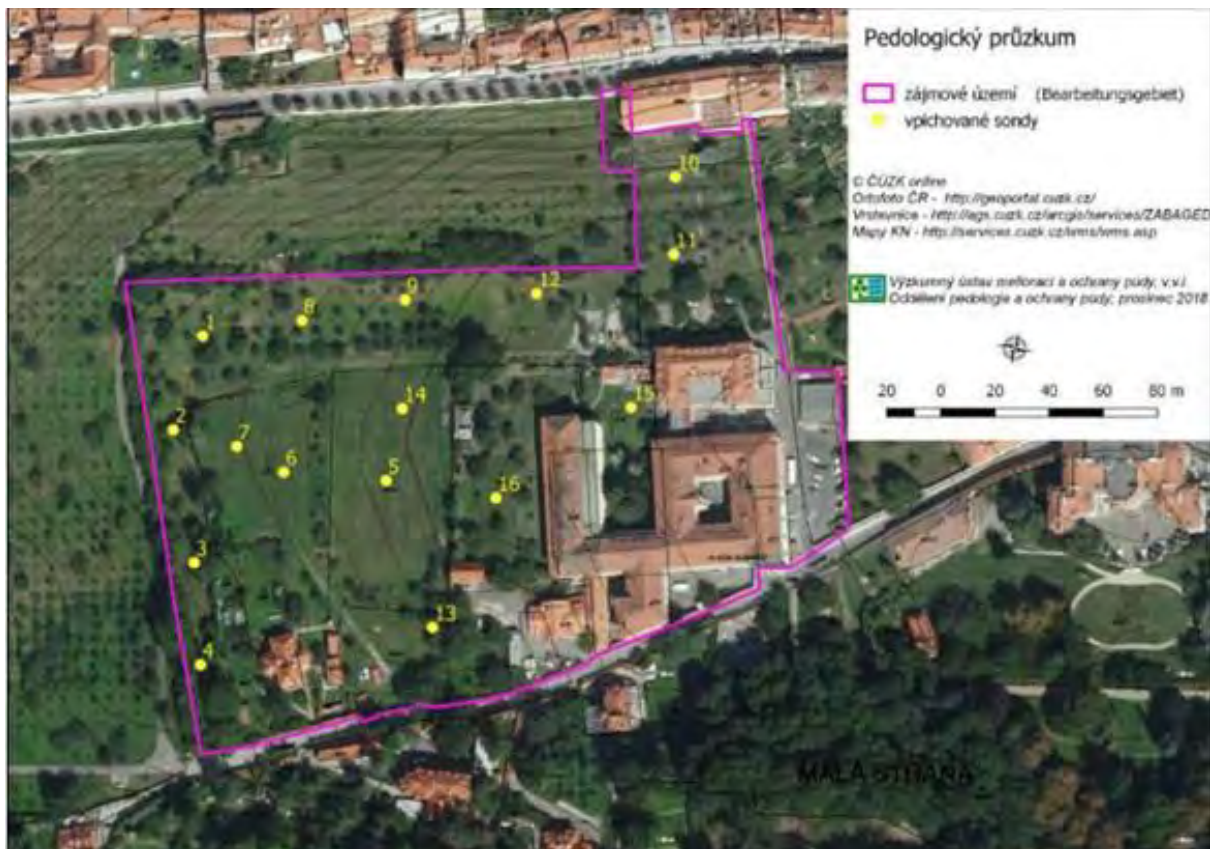 Pedologický průzkum
zájmové území (Bearbeitungsgebiet)
vpichované sondy
© ČÚZK online
Ortofoto ČR - http://geoportal.cuzk.cz/
Vrstevnice - http://ags.cuzk.cz/arcgis/services/ZABAGED
Mapy KN - http://services.cuzk.cz/wms/wms.asp
Výzkumný ústav meliorací a ochrany půdy, v.v.i.
Oddělení pedologie a ochrany půdy, prosinec 2018
20 0 20 40 60 80 m
10
11
12
9
8
1
14
15
2
7
6
5
16
3
13
4
MALÁ STRANA